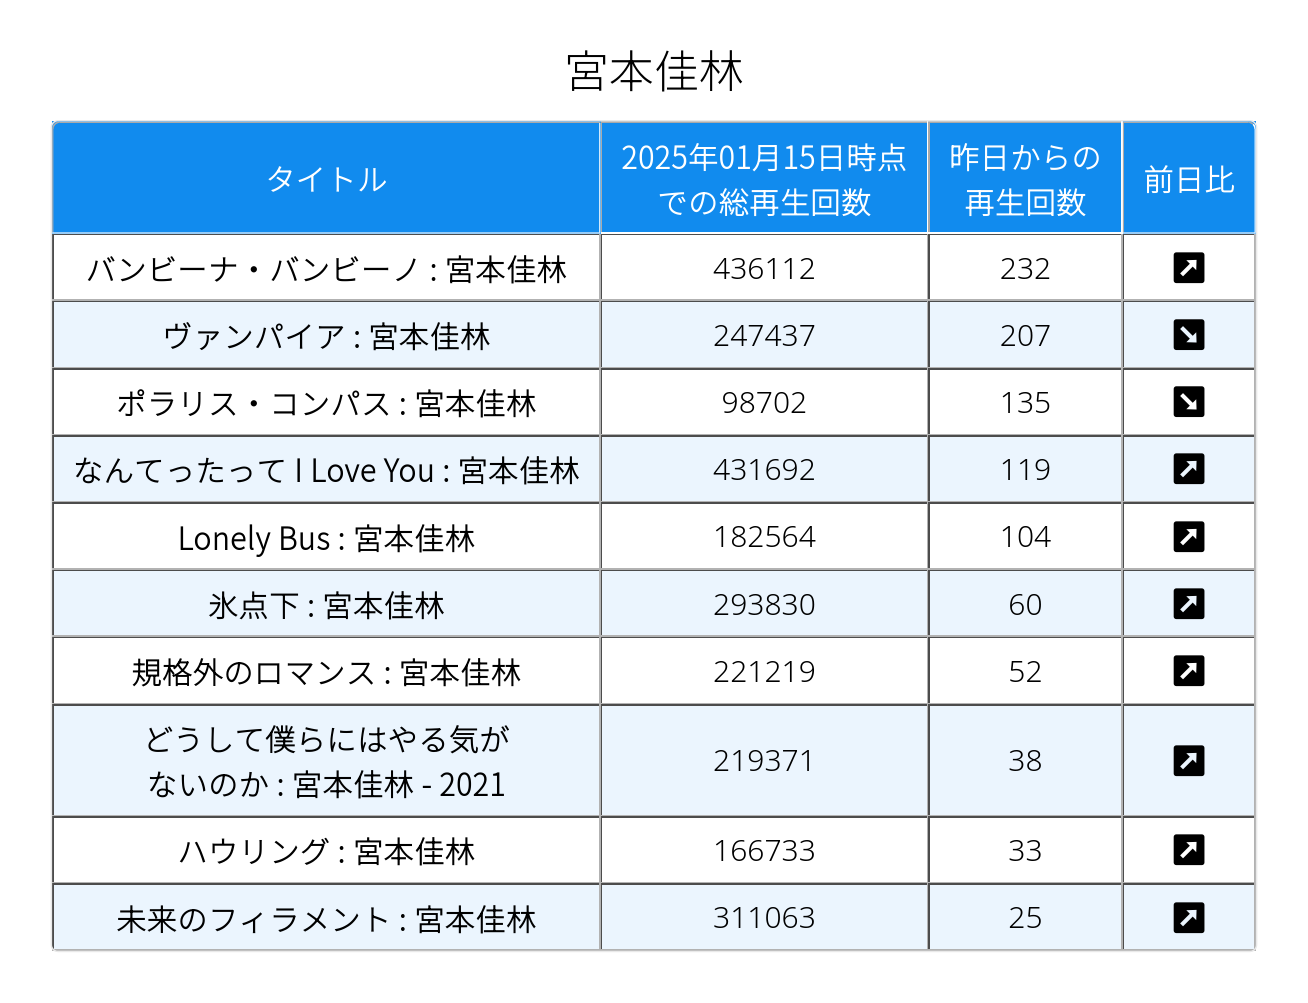 宮本佳林
タイトル 2025年01月15日時点での総再生回数 昨日からの再生回数 前日比
バンビーナ・バンビーノ : 宮本佳林 436112 232 ↗
ヴァンパイア : 宮本佳林 247437 207 ↘
ポラリス・コンパス : 宮本佳林 98702 135 ↘
なんてったって I Love You : 宮本佳林 431692 119 ↗
Lonely Bus : 宮本佳林 182564 104 ↗
氷点下 : 宮本佳林 293830 60 ↗
規格外のロマンス : 宮本佳林 221219 52 ↗
どうして僕らにはやる気がないのか : 宮本佳林 - 2021 219371 38 ↗
ハウリング : 宮本佳林 166733 33 ↗
未来のフィラメント : 宮本佳林 311063 25 ↗